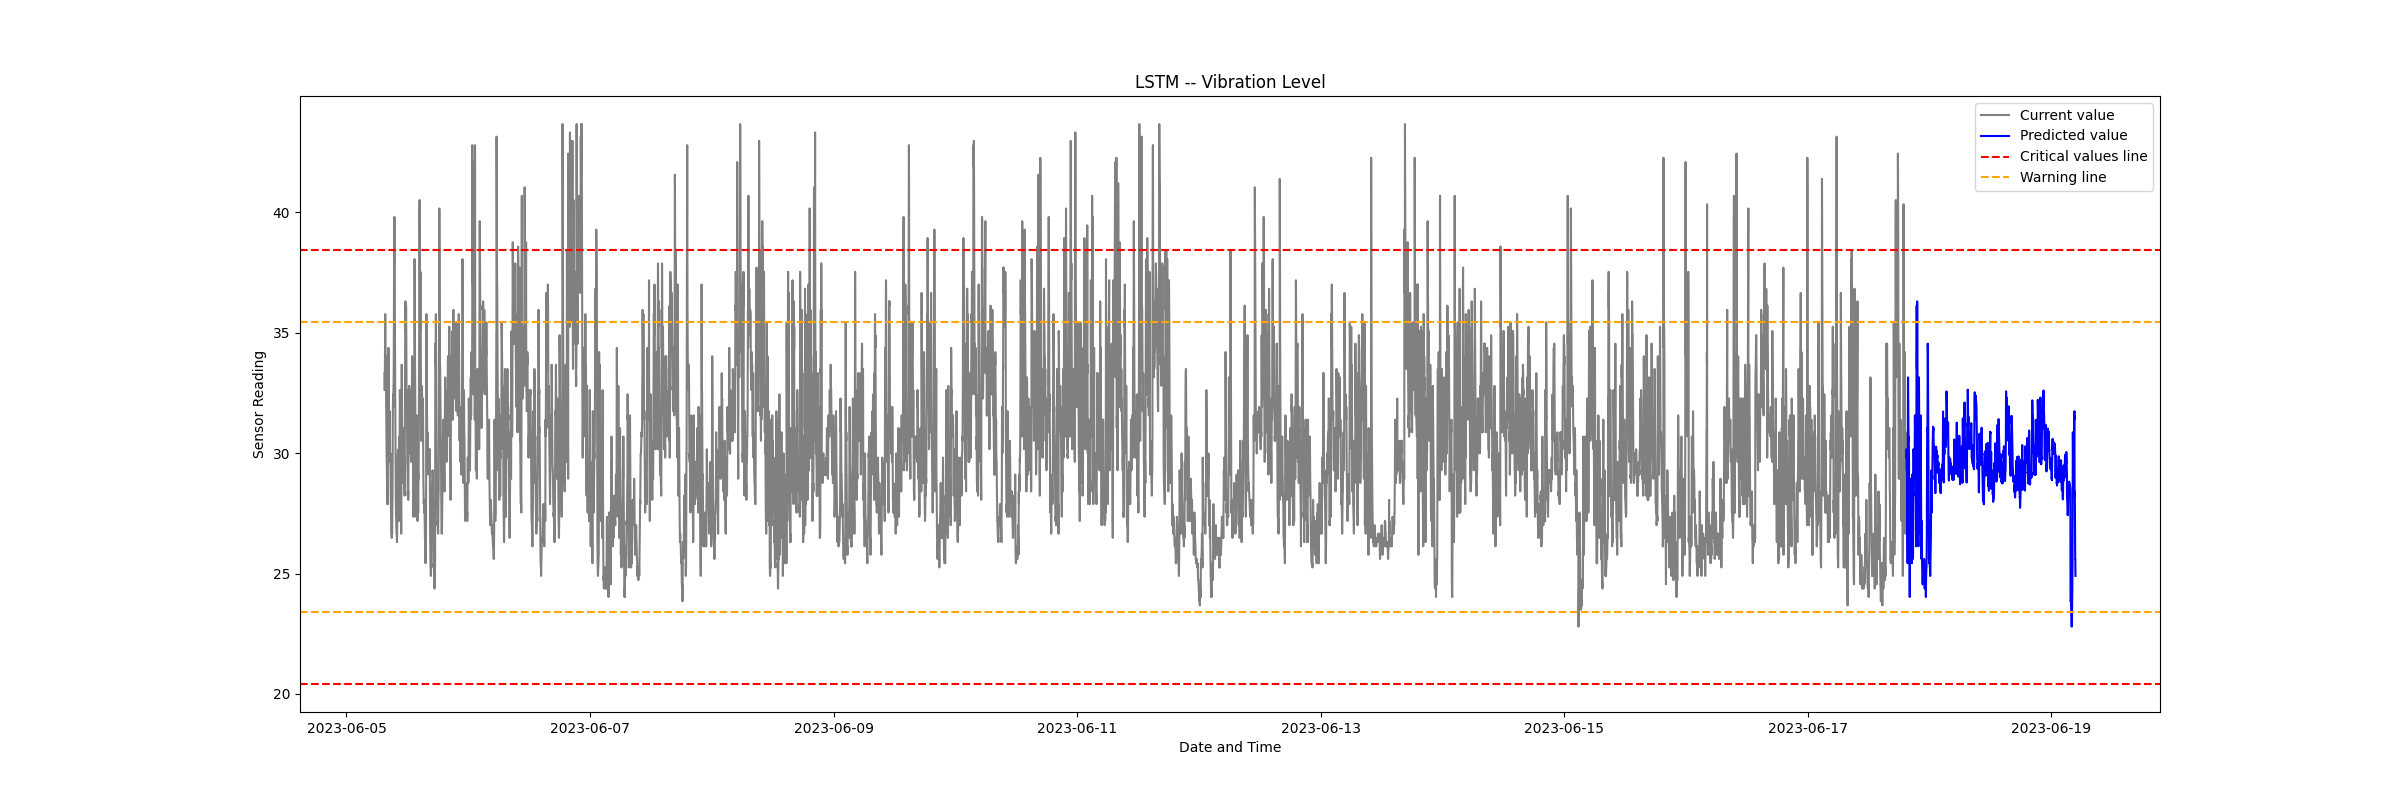 LSTM -- Vibration Level
Current value
Predicted value
Critical values line
Warning line
Sensor Reading
40
35
30
25
20
2023-06-05 2023-06-07 2023-06-09 2023-06-11 2023-06-13 2023-06-15 2023-06-17 2023-06-19
Date and Time